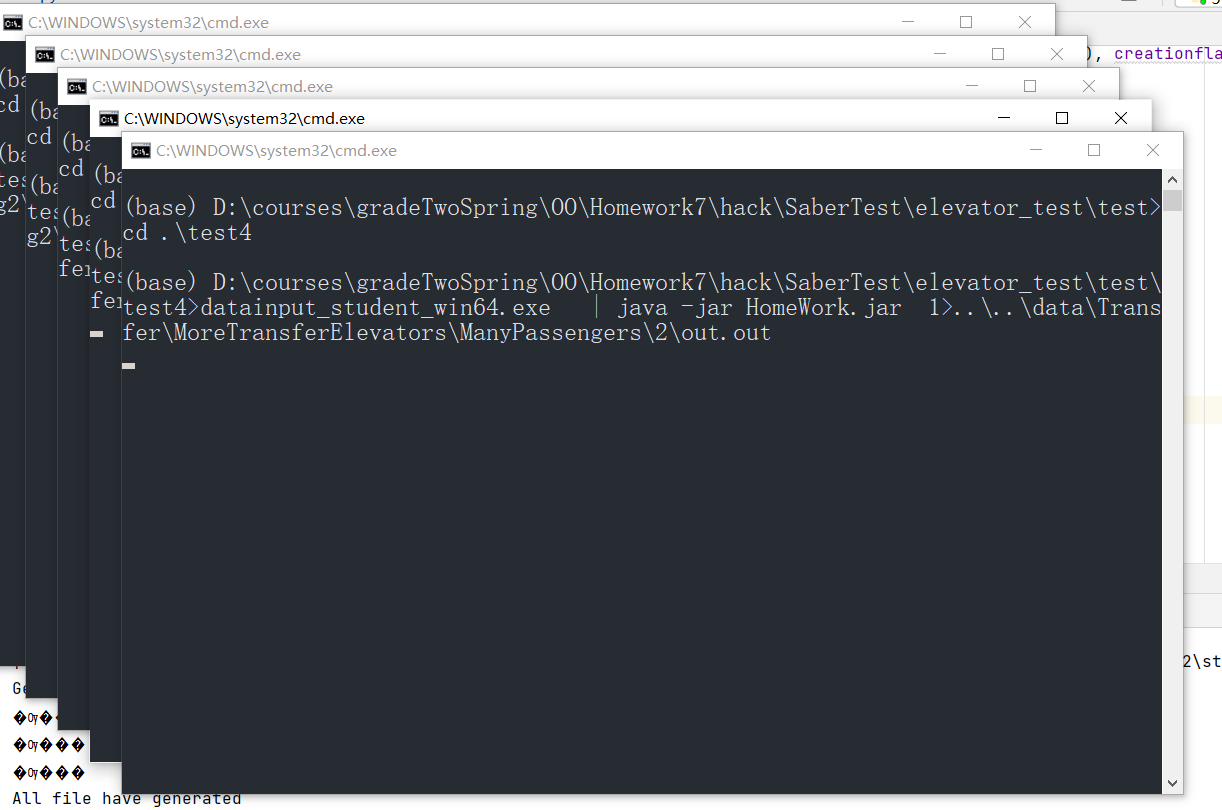 C:\WINDOWS\system32\cmd.exe
C:\WINDOWS\system32\cmd.exe
), creationfla
C:\WINDOWS\system32\cmd.exe
C:\WINDOWS\system32\cmd.exe
C:\WINDOWS\system32\cmd.exe
(base) D:\courses\gradeTwoSpring\OO\Homework7\hack\SaberTest\elevator_test\test>
cd .\test4
(base) D:\courses\gradeTwoSpring\OO\Homework7\hack\SaberTest\elevator_test\test\
test4>datainput_student_win64.exe   | java -jar HomeWork.jar  1>..\..\data\Trans
fer\MoreTransferElevators\ManyPassengers\2\out.out
2\st
All file have generated